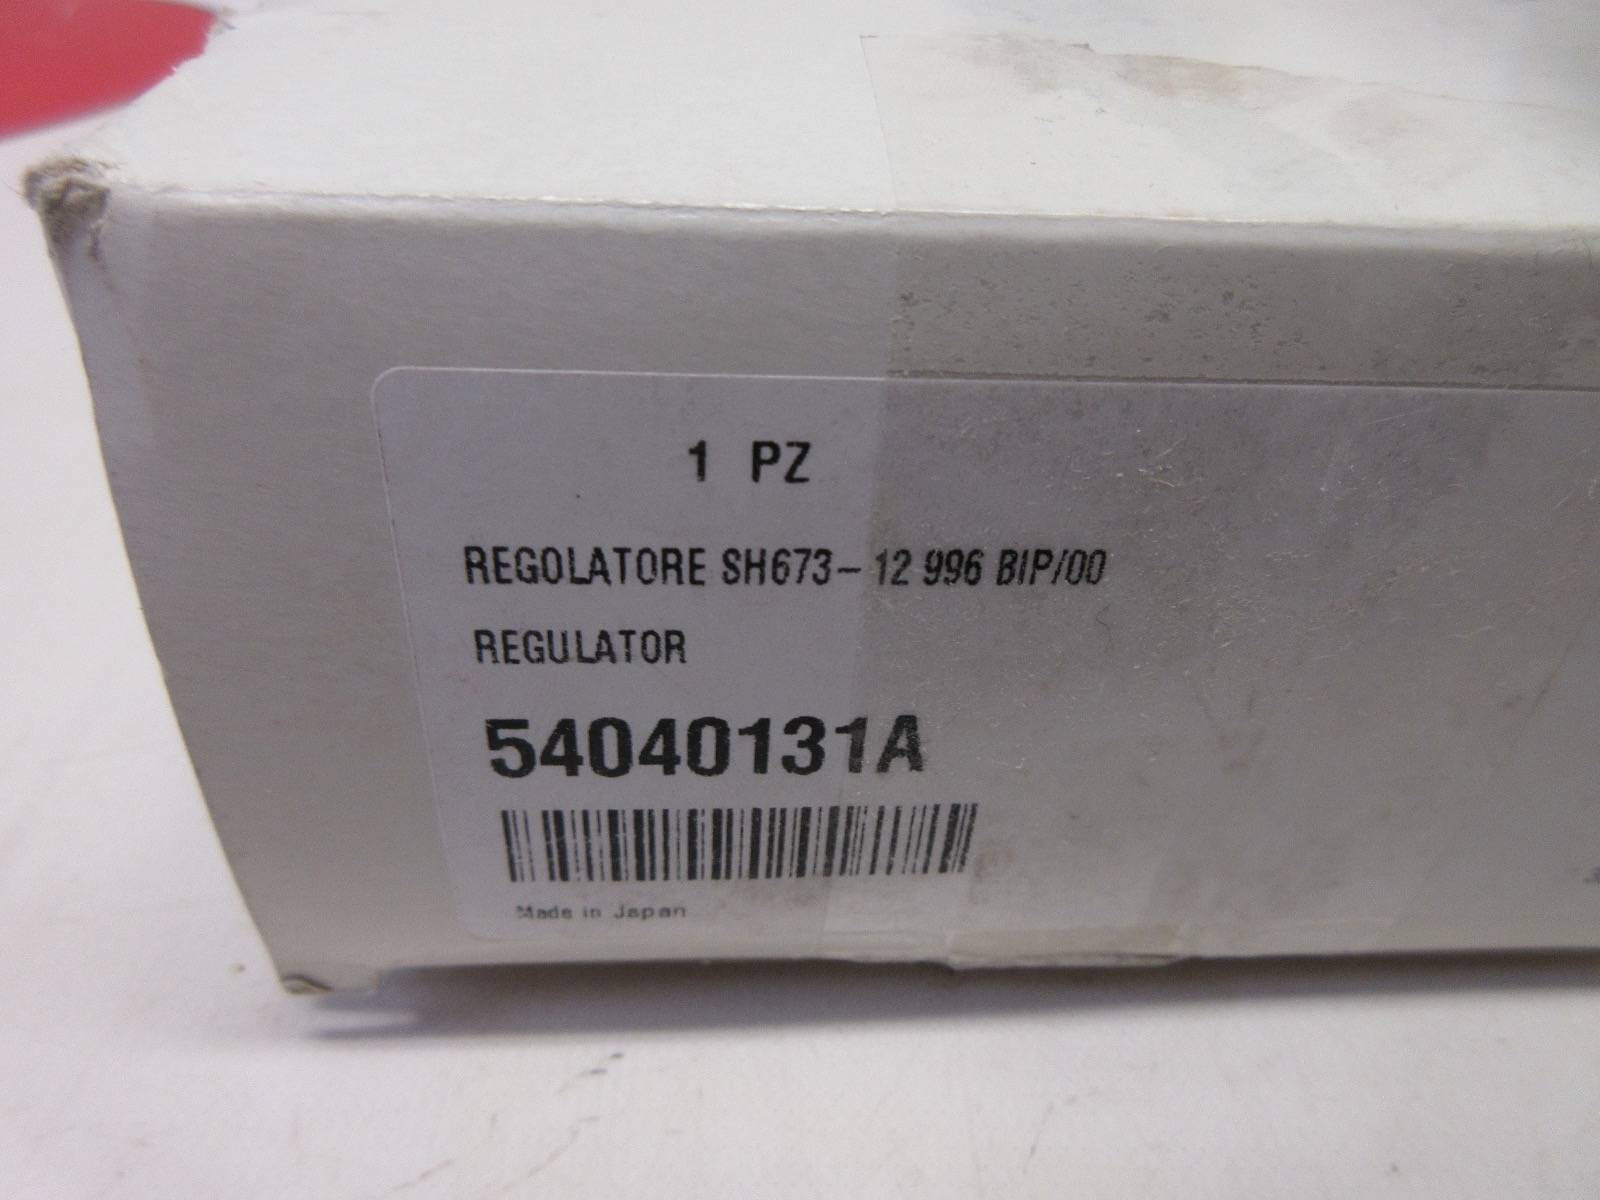 1 PZ
REGOLATORE SH673-12 996 BIP/00
REGULATOR
54040131A
Made in Japan